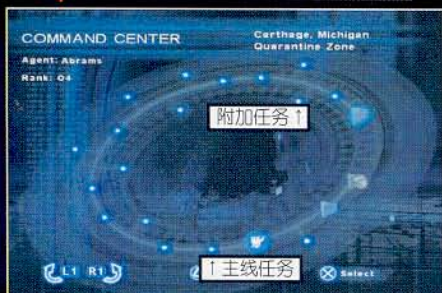 COMMAND CENTER
Carthage, Michigan
Quarantine Zone
Agent: Abrams
Rank: 04
附加任务↑
↑主线任务
L1 R1
Select